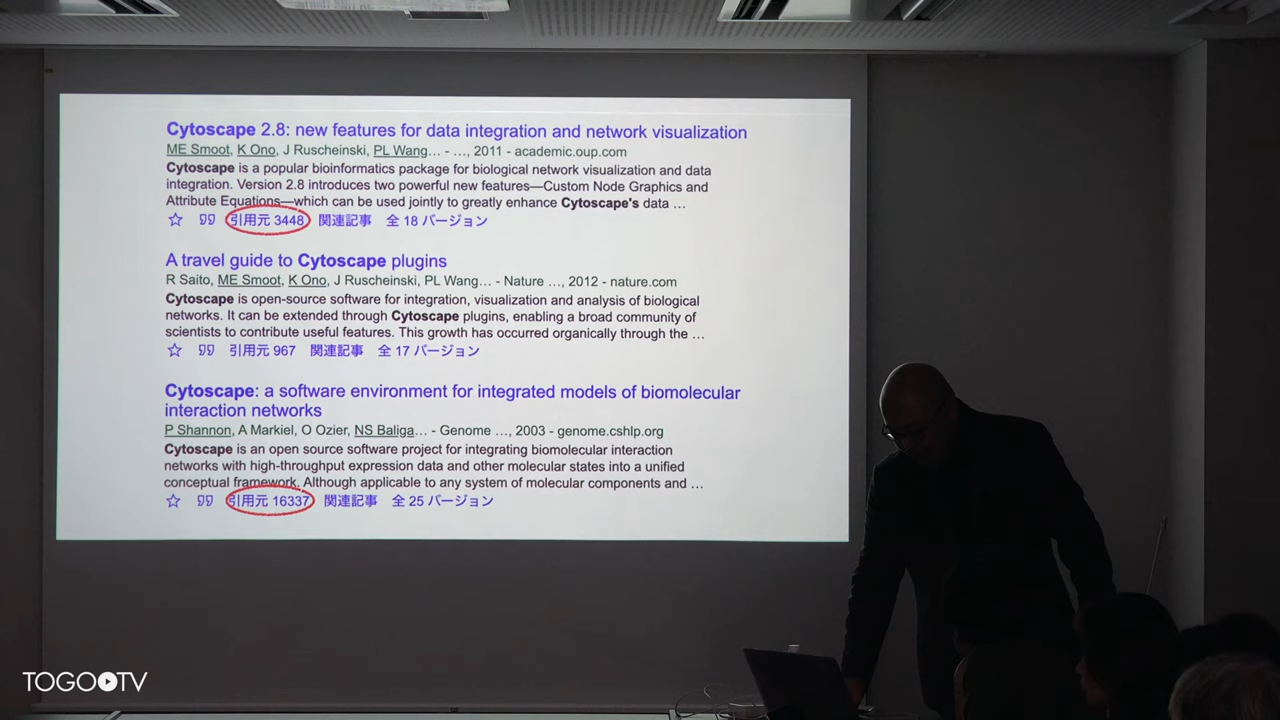 Cytoscape 2.8: new features for data integration and network visualization
ME Smoot, K Ono, J Ruscheinski, PL Wang… - …, 2011 - academic.oup.com
Cytoscape is a popular bioinformatics package for biological network visualization and data
integration. Version 2.8 introduces two powerful new features—Custom Node Graphics and
Attribute Equations—which can be used jointly to greatly enhance Cytoscape's data …
引用元 3448 関連記事 全 18 バージョン
A travel guide to Cytoscape plugins
R Saito, ME Smoot, K Ono, J Ruscheinski, PL Wang… - Nature …, 2012 - nature.com
Cytoscape is open-source software for integration, visualization and analysis of biological
networks. It can be extended through Cytoscape plugins, enabling a broad community of
scientists to contribute useful features. This growth has occurred organically through the …
引用元 967 関連記事 全 17 バージョン
Cytoscape: a software environment for integrated models of biomolecular
interaction networks
P Shannon, A Markiel, O Ozier, NS Baliga… - Genome …, 2003 - genome.cshlp.org
Cytoscape is an open source software project for integrating biomolecular interaction
networks with high-throughput expression data and other molecular states into a unified
conceptual framework. Although applicable to any system of molecular components and …
引用元 16337 関連記事 全 25 バージョン
TOGOTV